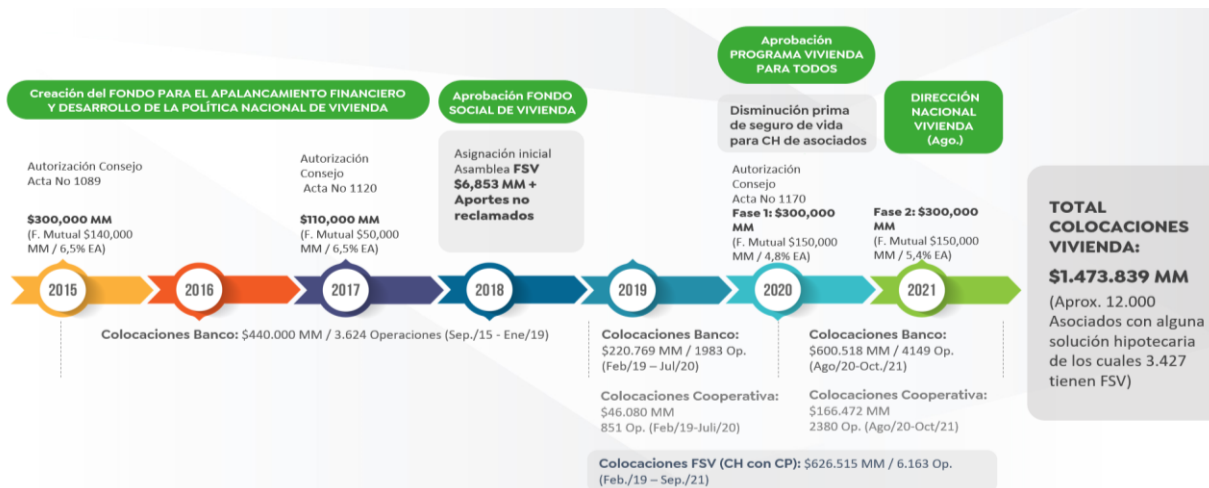 Creación del FONDO PARA EL APALANCAMIENTO FINANCIERO
Y DESARROLLO DE LA POLÍTICA NACIONAL DE VIVIENDA
Aprobación FONDO
SOCIAL DE VIVIENDA
Aprobación
PROGRAMA VIVIENDA
PARA TODOS
Disminución prima
de seguro de vida
para CH de asociados
DIRECCIÓN
NACIONAL
VIVIENDA
(Ago.)
Autorización Consejo
Acta No 1089
$300,000 MM
(F. Mutual $140,000
MM / 6,5% EA)
Autorización
Consejo
Acta No 1120
$110,000 MM
(F. Mutual $50,000
MM / 6,5% EA)
Asignación inicial
Asamblea FSV
$6,853 MM +
Aportes no
reclamados
Autorización
Consejo
Acta No 1170
Fase 1: $300,000
MM
(F. Mutual $150,000
MM / 4,8% EA)
Fase 2: $300,000
MM
(F. Mutual $150,000
MM / 5,4% EA)
2015
2016
2017
2018
2019
2020
2021
Colocaciones Banco: $440.000 MM / 3.624 Operaciones (Sep./15 - Ene/19)
Colocaciones Banco:
$220.769 MM / 1983 Op.
(Feb/19 – Jul/20)
Colocaciones Cooperativa:
$46.080 MM
851 Op. (Feb/19-Juli/20)
Colocaciones Banco:
$600.518 MM / 4149 Op.
(Ago/20-Oct./21)
Colocaciones Cooperativa:
$166.472 MM
2380 Op. (Ago/20-Oct/21)
Colocaciones FSV (CH con CP): $626.515 MM / 6.163 Op.
(Feb./19 – Sep./21)
TOTAL
COLOCACIONES
VIVIENDA:
$1.473.839 MM
(Aprox. 12.000
Asociados con alguna
solución hipotecaria
de los cuales 3.427
tienen FSV)